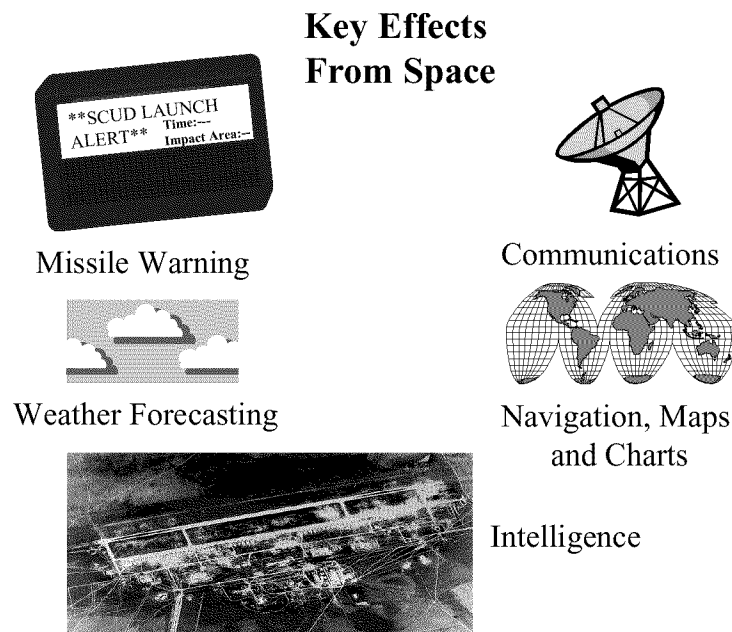 Key Effects
From Space
**SCUD LAUNCH
ALERT** Time:---
Impact Area:--
Missile Warning
Communications
Weather Forecasting
Navigation, Maps
and Charts
Intelligence